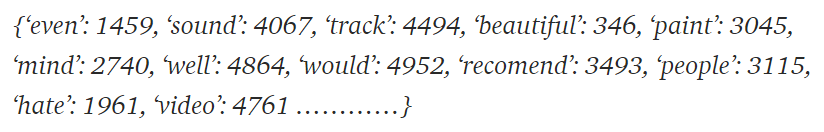 {‘even’: 1459, ‘sound’: 4067, ‘track’: 4494, ‘beautiful’: 346, ‘paint’: 3045,
‘mind’: 2740, ‘well’: 4864, ‘would’: 4952, ‘recomend’: 3493, ‘people’: 3115,
‘hate’: 1961, ‘video’: 4761 …………}